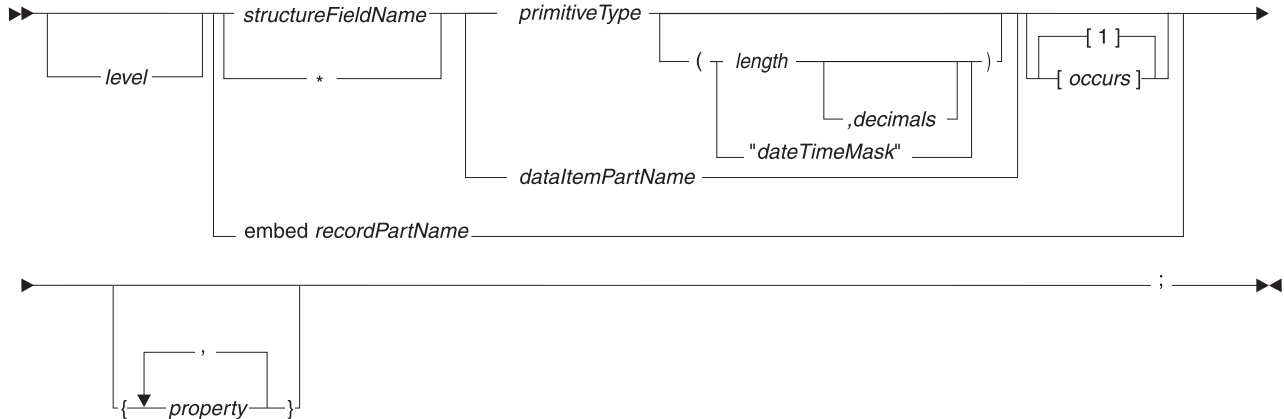 structureFieldName primitiveType
[ 1 ]
( length )
level * [ occurs ]
,decimals
"dateTimeMask"
dataItemPartName
embed recordPartName
;
,
{ property }